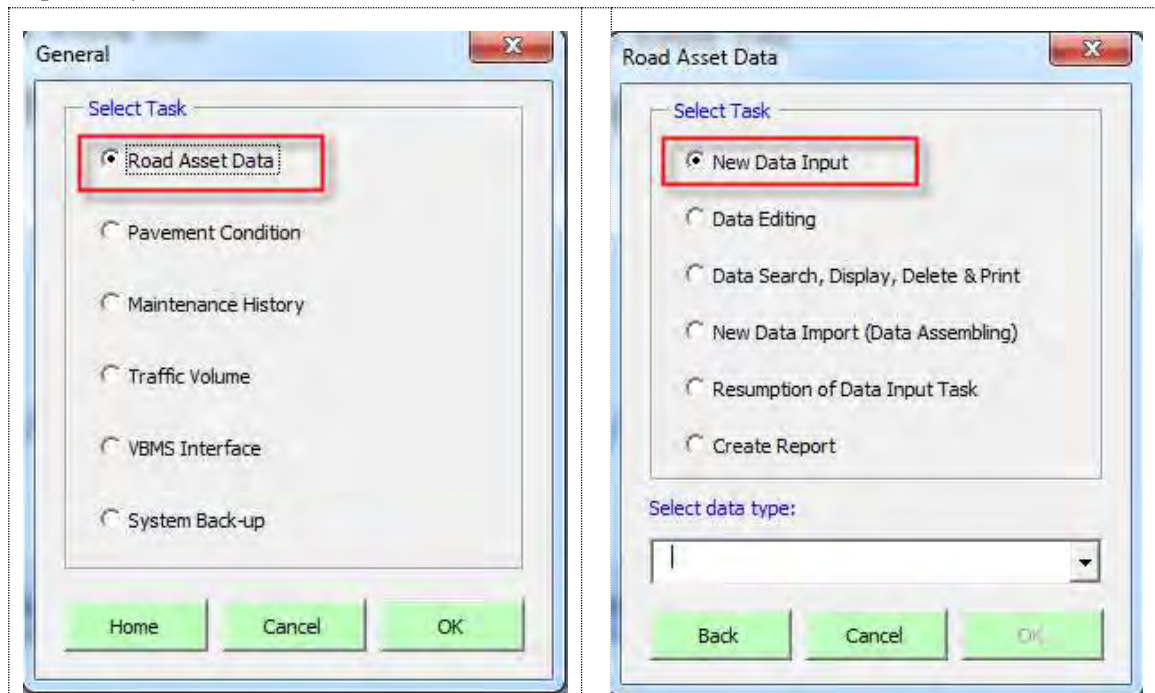 General
Select Task
Road Asset Data
Pavement Condition
Maintenance History
Traffic Volume
VBMS Interface
System Back-up
Home Cancel OK
Road Asset Data
Select Task
New Data Input
Data Editing
Data Search, Display, Delete & Print
New Data Import (Data Assembling)
Resumption of Data Input Task
Create Report
Select data type:
Back Cancel OK